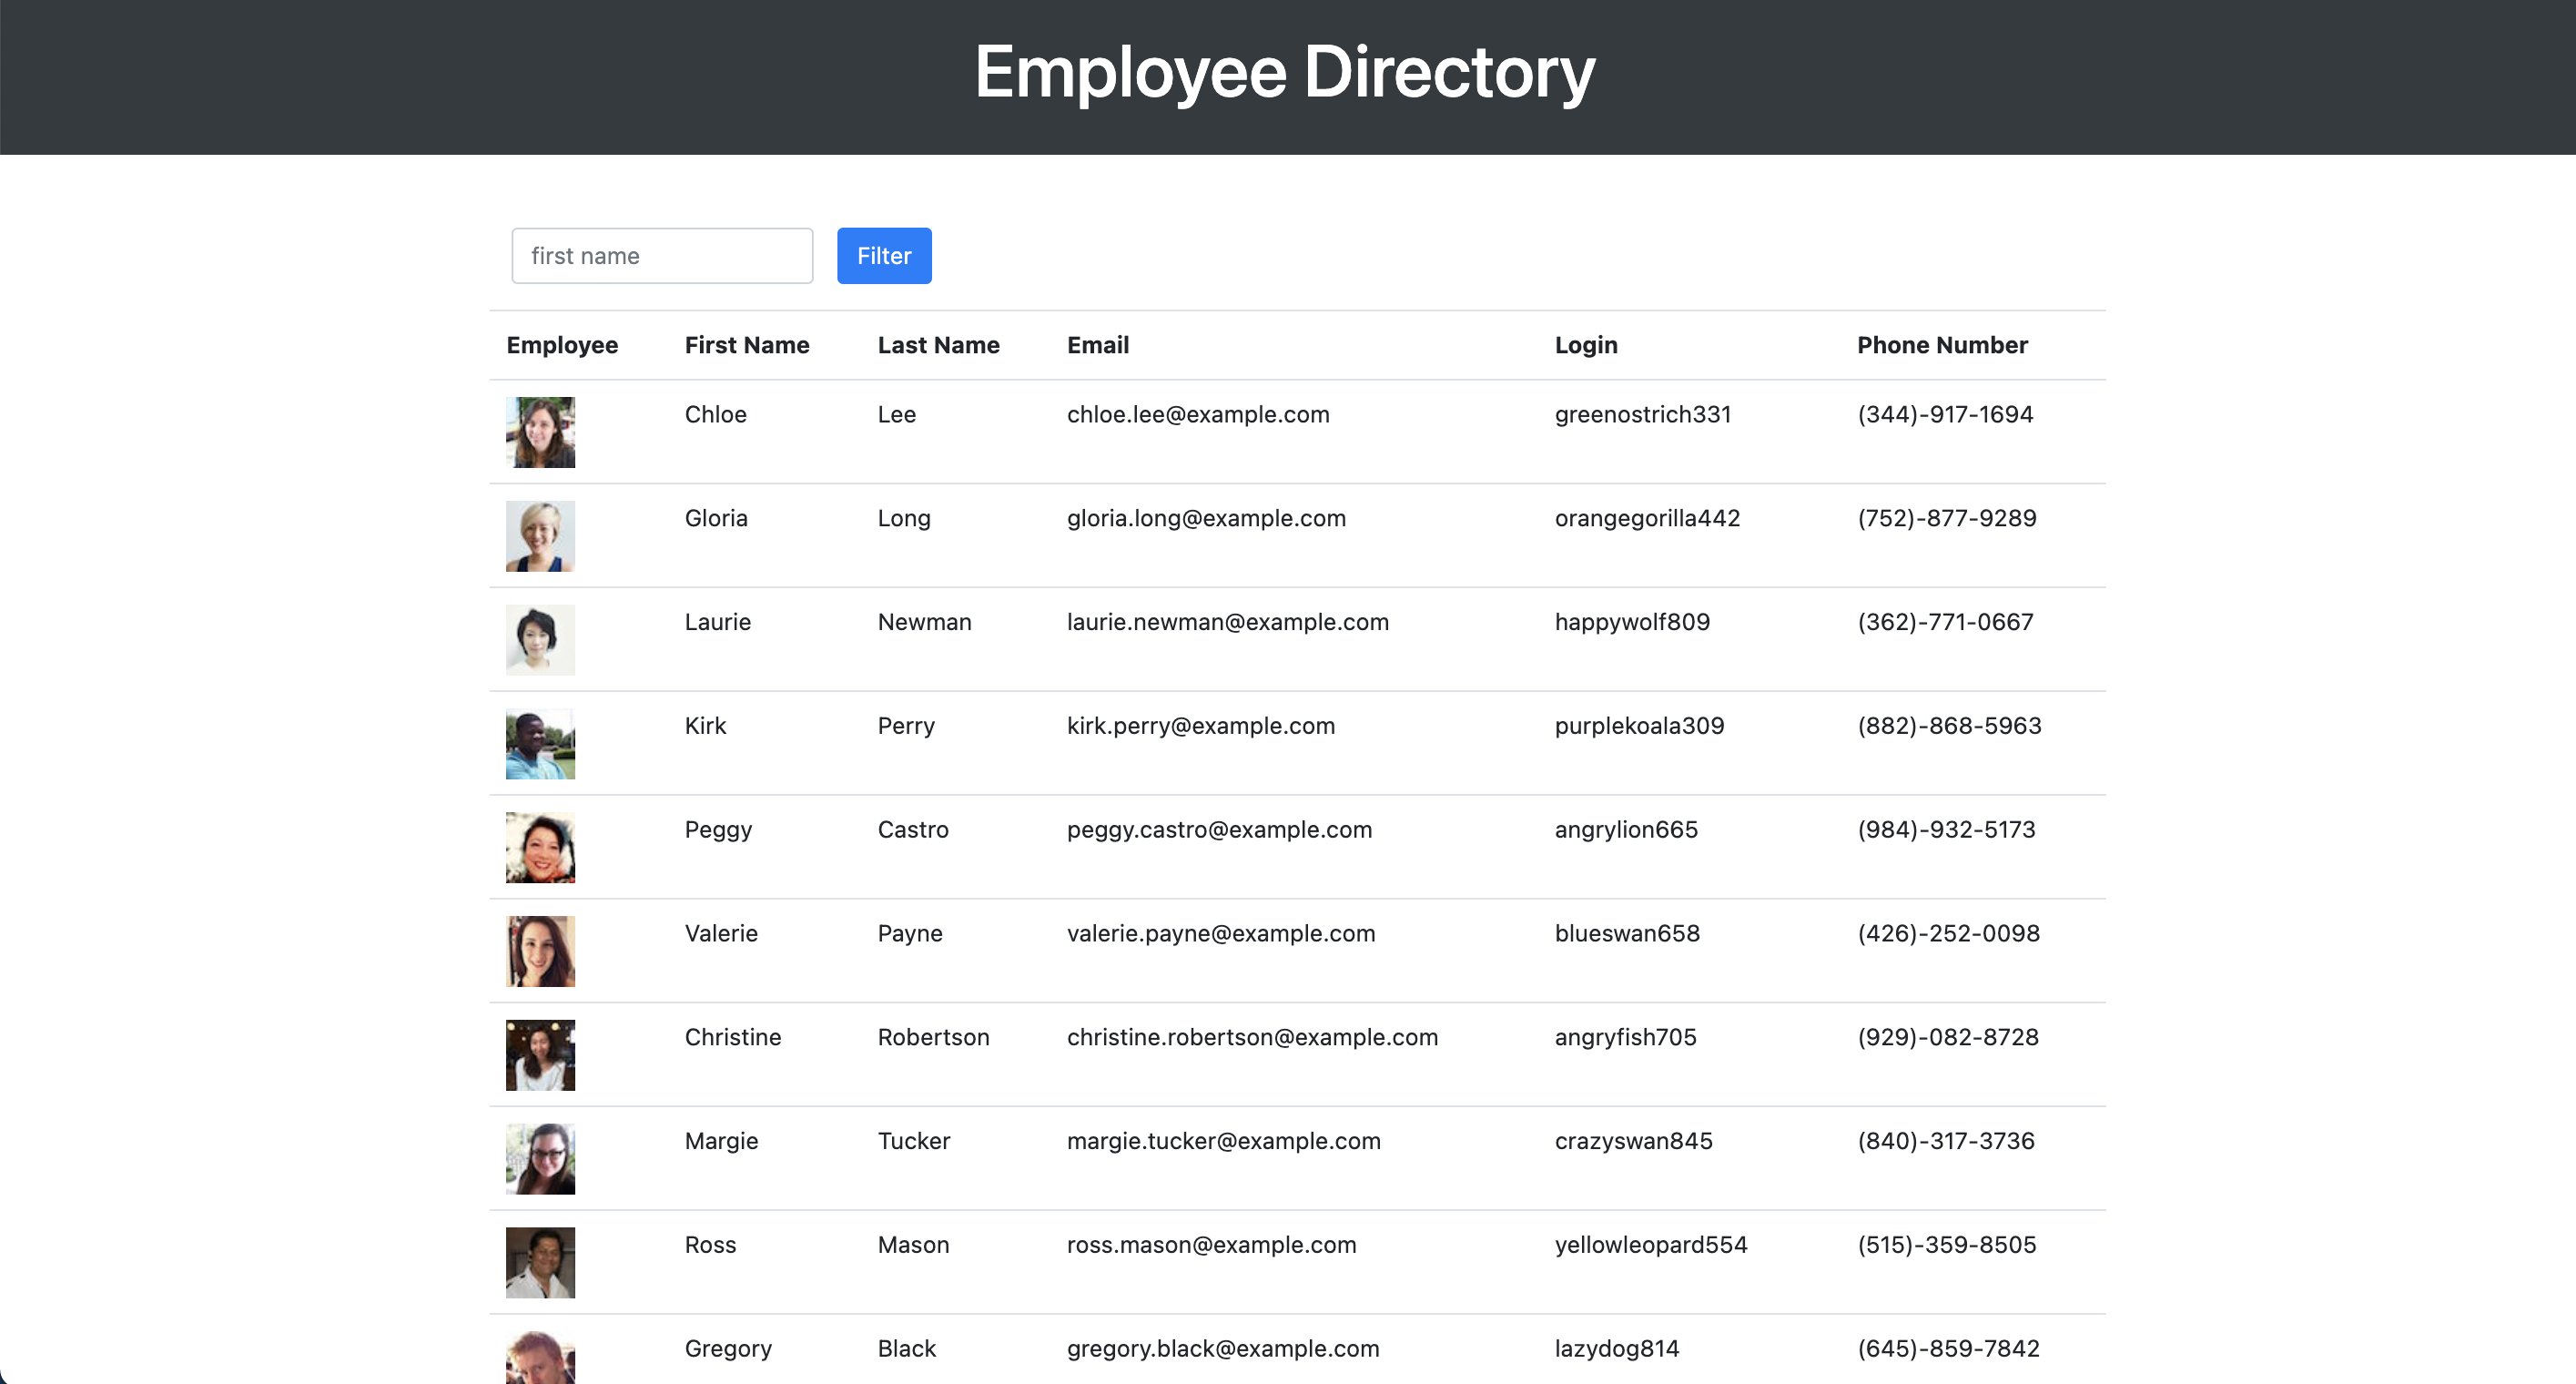 Employee Directory
first name Filter
Employee First Name Last Name Email Login Phone Number
Chloe Lee chloe.lee@example.com greenostrich331 (344)-917-1694
Gloria Long gloria.long@example.com orangegorilla442 (752)-877-9289
Laurie Newman laurie.newman@example.com happywolf809 (362)-771-0667
Kirk Perry kirk.perry@example.com purplekoala309 (882)-868-5963
Peggy Castro peggy.castro@example.com angrylion665 (984)-932-5173
Valerie Payne valerie.payne@example.com blueswan658 (426)-252-0098
Christine Robertson christine.robertson@example.com angryfish705 (929)-082-8728
Margie Tucker margie.tucker@example.com crazyswan845 (840)-317-3736
Ross Mason ross.mason@example.com yellowleopard554 (515)-359-8505
Gregory Black gregory.black@example.com lazydog814 (645)-859-7842